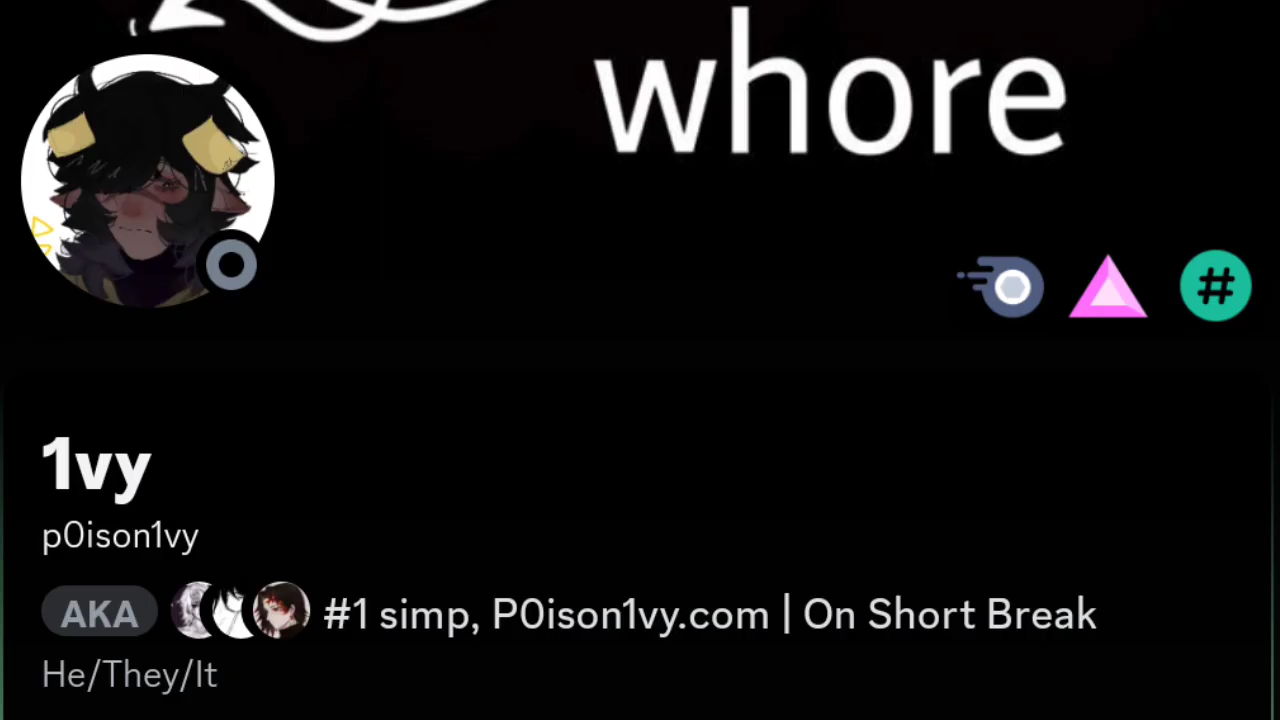 whore
#
1vy
p0ison1vy
AKA #1 simp, P0ison1vy.com | On Short Break
He/They/It